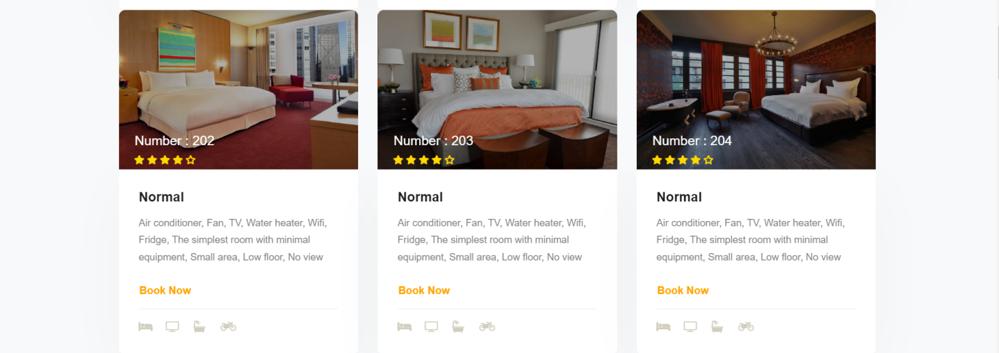 Number : 202
Number : 203
Number : 204
Normal
Air conditioner, Fan, TV, Water heater, Wifi,
Fridge, The simplest room with minimal
equipment, Small area, Low floor, No view
Book Now
Normal
Air conditioner, Fan, TV, Water heater, Wifi,
Fridge, The simplest room with minimal
equipment, Small area, Low floor, No view
Book Now
Normal
Air conditioner, Fan, TV, Water heater, Wifi,
Fridge, The simplest room with minimal
equipment, Small area, Low floor, No view
Book Now